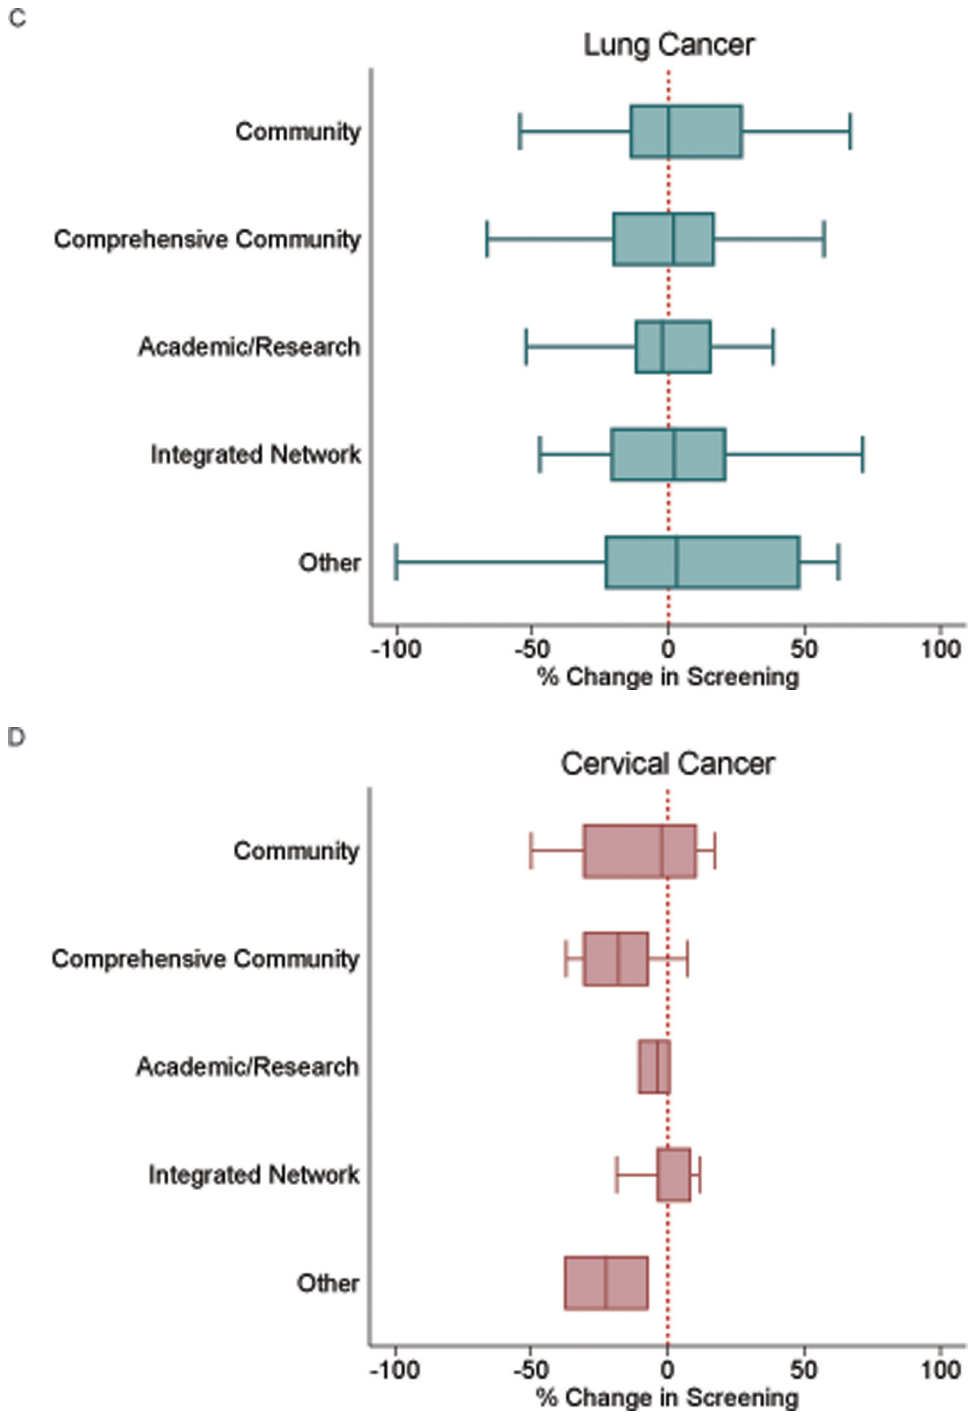 C
Lung Cancer
Community
Comprehensive Community
Academic/Research
Integrated Network
Other
-100 -50 0 50 100
% Change in Screening
D
Cervical Cancer
Community
Comprehensive Community
Academic/Research
Integrated Network
Other
-100 -50 0 50 100
% Change in Screening